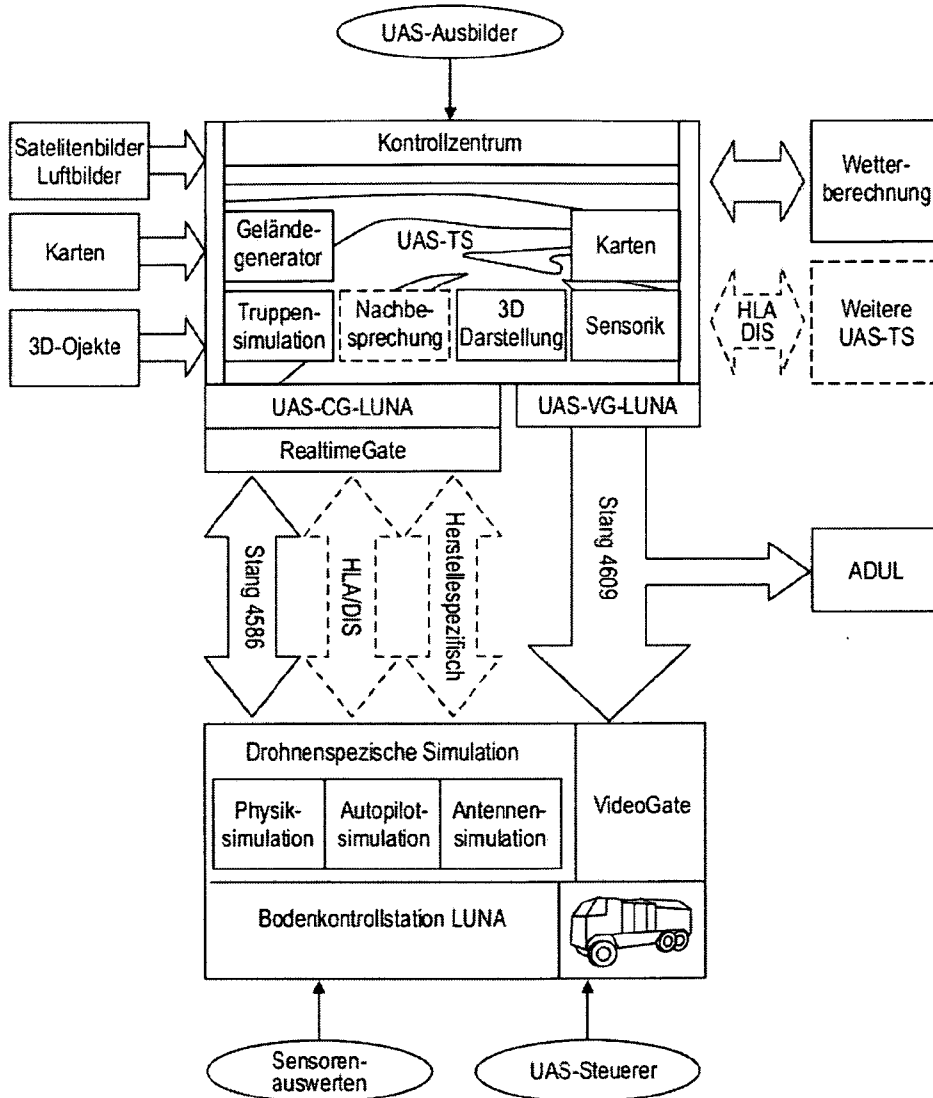 UAS-Ausbilder
Kontrollzentrum
Satelitenbilder
Luftbilder
Wetter-
berechnung
Gelände-
generator
UAS-TS
Karten
Karten
Truppen-
simulation
Nachbe-
sprechung
3D
Darstellung
Sensorik
3D-Ojekte
HLA
DIS
Weitere
UAS-TS
UAS-CG-LUNA
UAS-VG-LUNA
RealtimeGate
Stang 4586
HLA/DIS
Herstellespezifisch
Stang 4609
ADUL
Drohnenspezische Simulation
Physik-
simulation
Autopilot-
simulation
Antennen-
simulation
VideoGate
Bodenkontrollstation LUNA
Sensoren-
auswerten
UAS-Steuerer